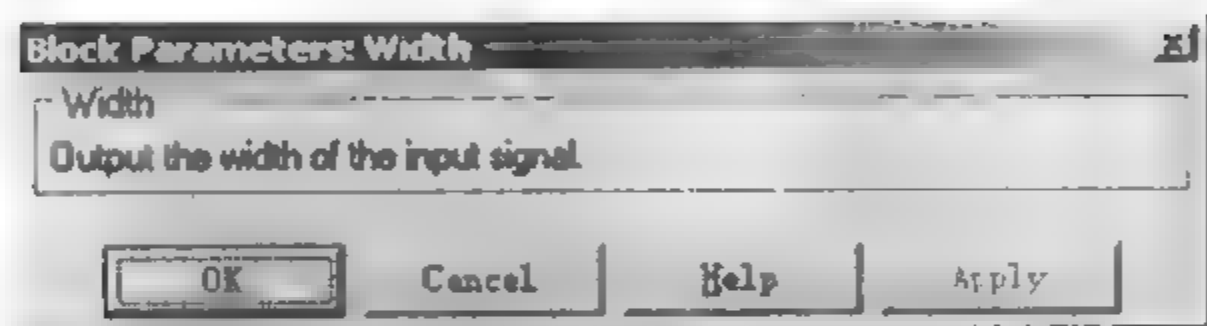 Block Parameters: Width
Width
Output the width of the input signal.
OK Cancel Help Apply